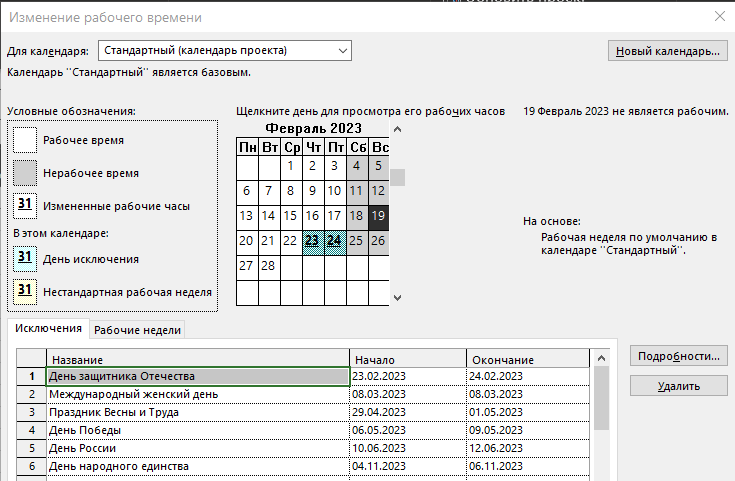 Изменение рабочего времени
Для календаря: Стандартный (календарь проекта) Новый календарь...
Календарь "Стандартный" является базовым.
Условные обозначения: Щелкните день для просмотра его рабочих часов 19 Февраль 2023 не является рабочим.
Февраль 2023
Пн Вт Ср Чт Пт Сб Вс
1 2 3 4 5
6 7 8 9 10 11 12
13 14 15 16 17 18 19
20 21 22 23 24 25 26
27 28
Рабочее время
Нерабочее время
31 Измененные рабочие часы
В этом календаре:
31 День исключения
31 Нестандартная рабочая неделя
На основе:
Рабочая неделя по умолчанию в
календаре "Стандартный".
Исключения Рабочие недели
Название Начало Окончание
1 День защитника Отечества 23.02.2023 24.02.2023
2 Международный женский день 08.03.2023 08.03.2023
3 Праздник Весны и Труда 29.04.2023 01.05.2023
4 День Победы 06.05.2023 09.05.2023
5 День России 10.06.2023 12.06.2023
6 День народного единства 04.11.2023 06.11.2023
Подробности...
Удалить